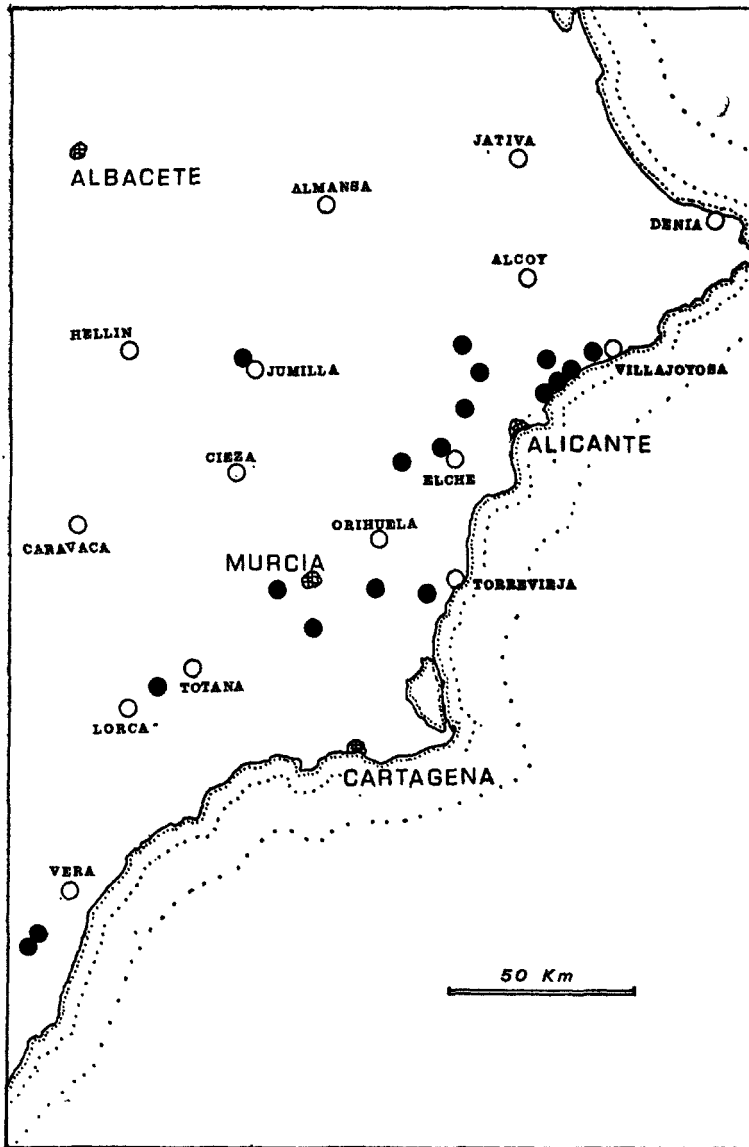 JATIVA
ALBACETE
ALMANSA
DENIA
ALCOY
HELLIN
JUMILLA
VILLAJOYOSA
ALICANTE
CIEZA
ELCHE
ORIHUELA
CARAVACA
MURCIA
TORREVIEJA
TOTANA
LORCA
CARTAGENA
VERA
50 Km